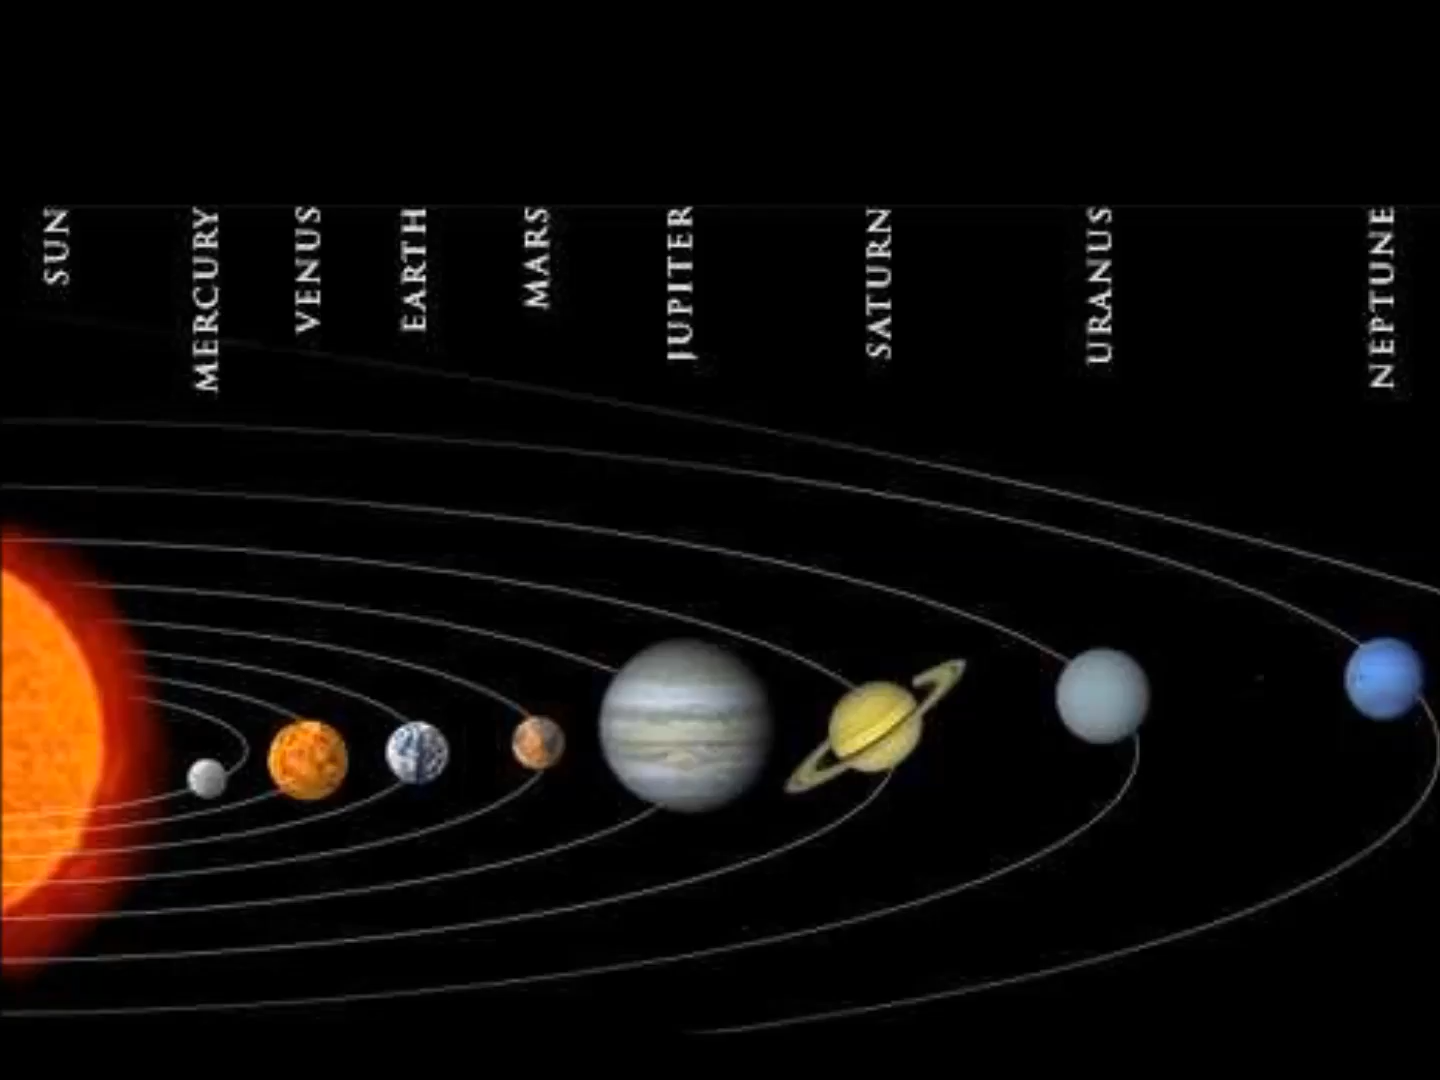 SUN
MERCURY
VENUS
EARTH
MARS
JUPITER
SATURN
URANUS
NEPTUNE